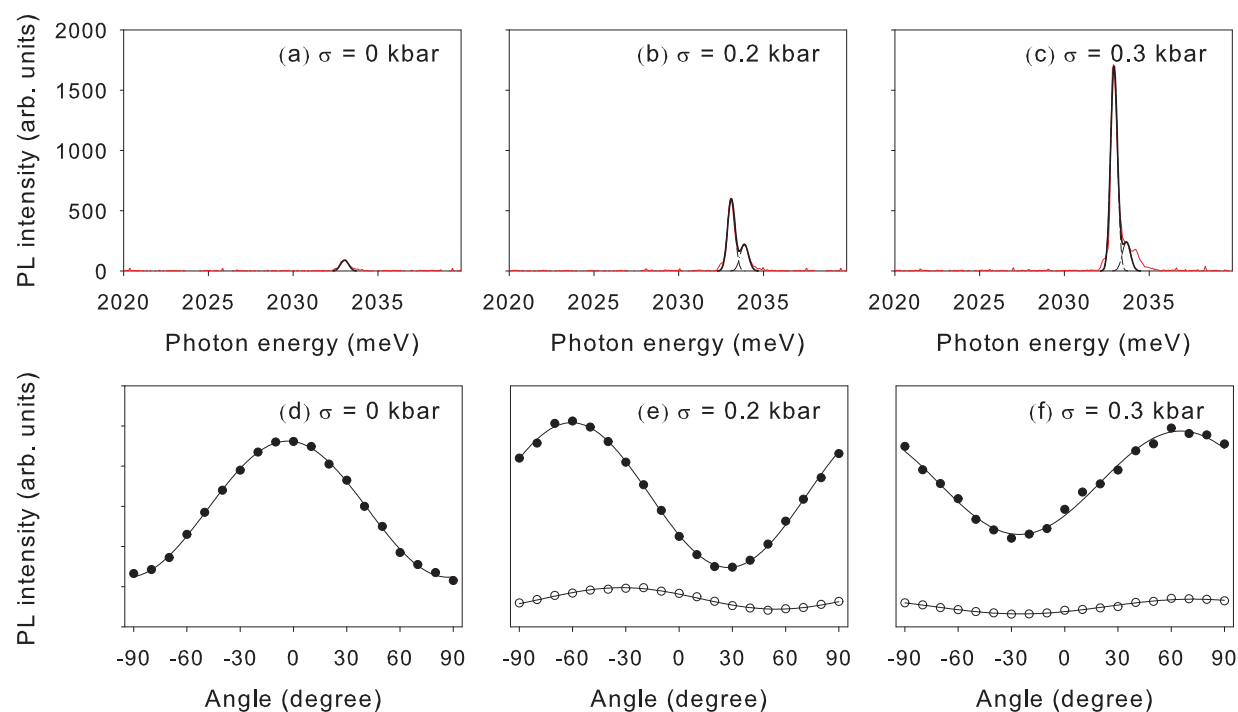 PL intensity (arb. units)
2000
1500
1000
500
0
(a) σ = 0 kbar
(b) σ = 0.2 kbar
(c) σ = 0.3 kbar
2020 2025 2030 2035
2020 2025 2030 2035
2020 2025 2030 2035
Photon energy (meV)
Photon energy (meV)
Photon energy (meV)
PL intensity (arb. units)
(d) σ = 0 kbar
(e) σ = 0.2 kbar
(f) σ = 0.3 kbar
-90 -60 -30 0 30 60 90
-90 -60 -30 0 30 60 90
-90 -60 -30 0 30 60 90
Angle (degree)
Angle (degree)
Angle (degree)